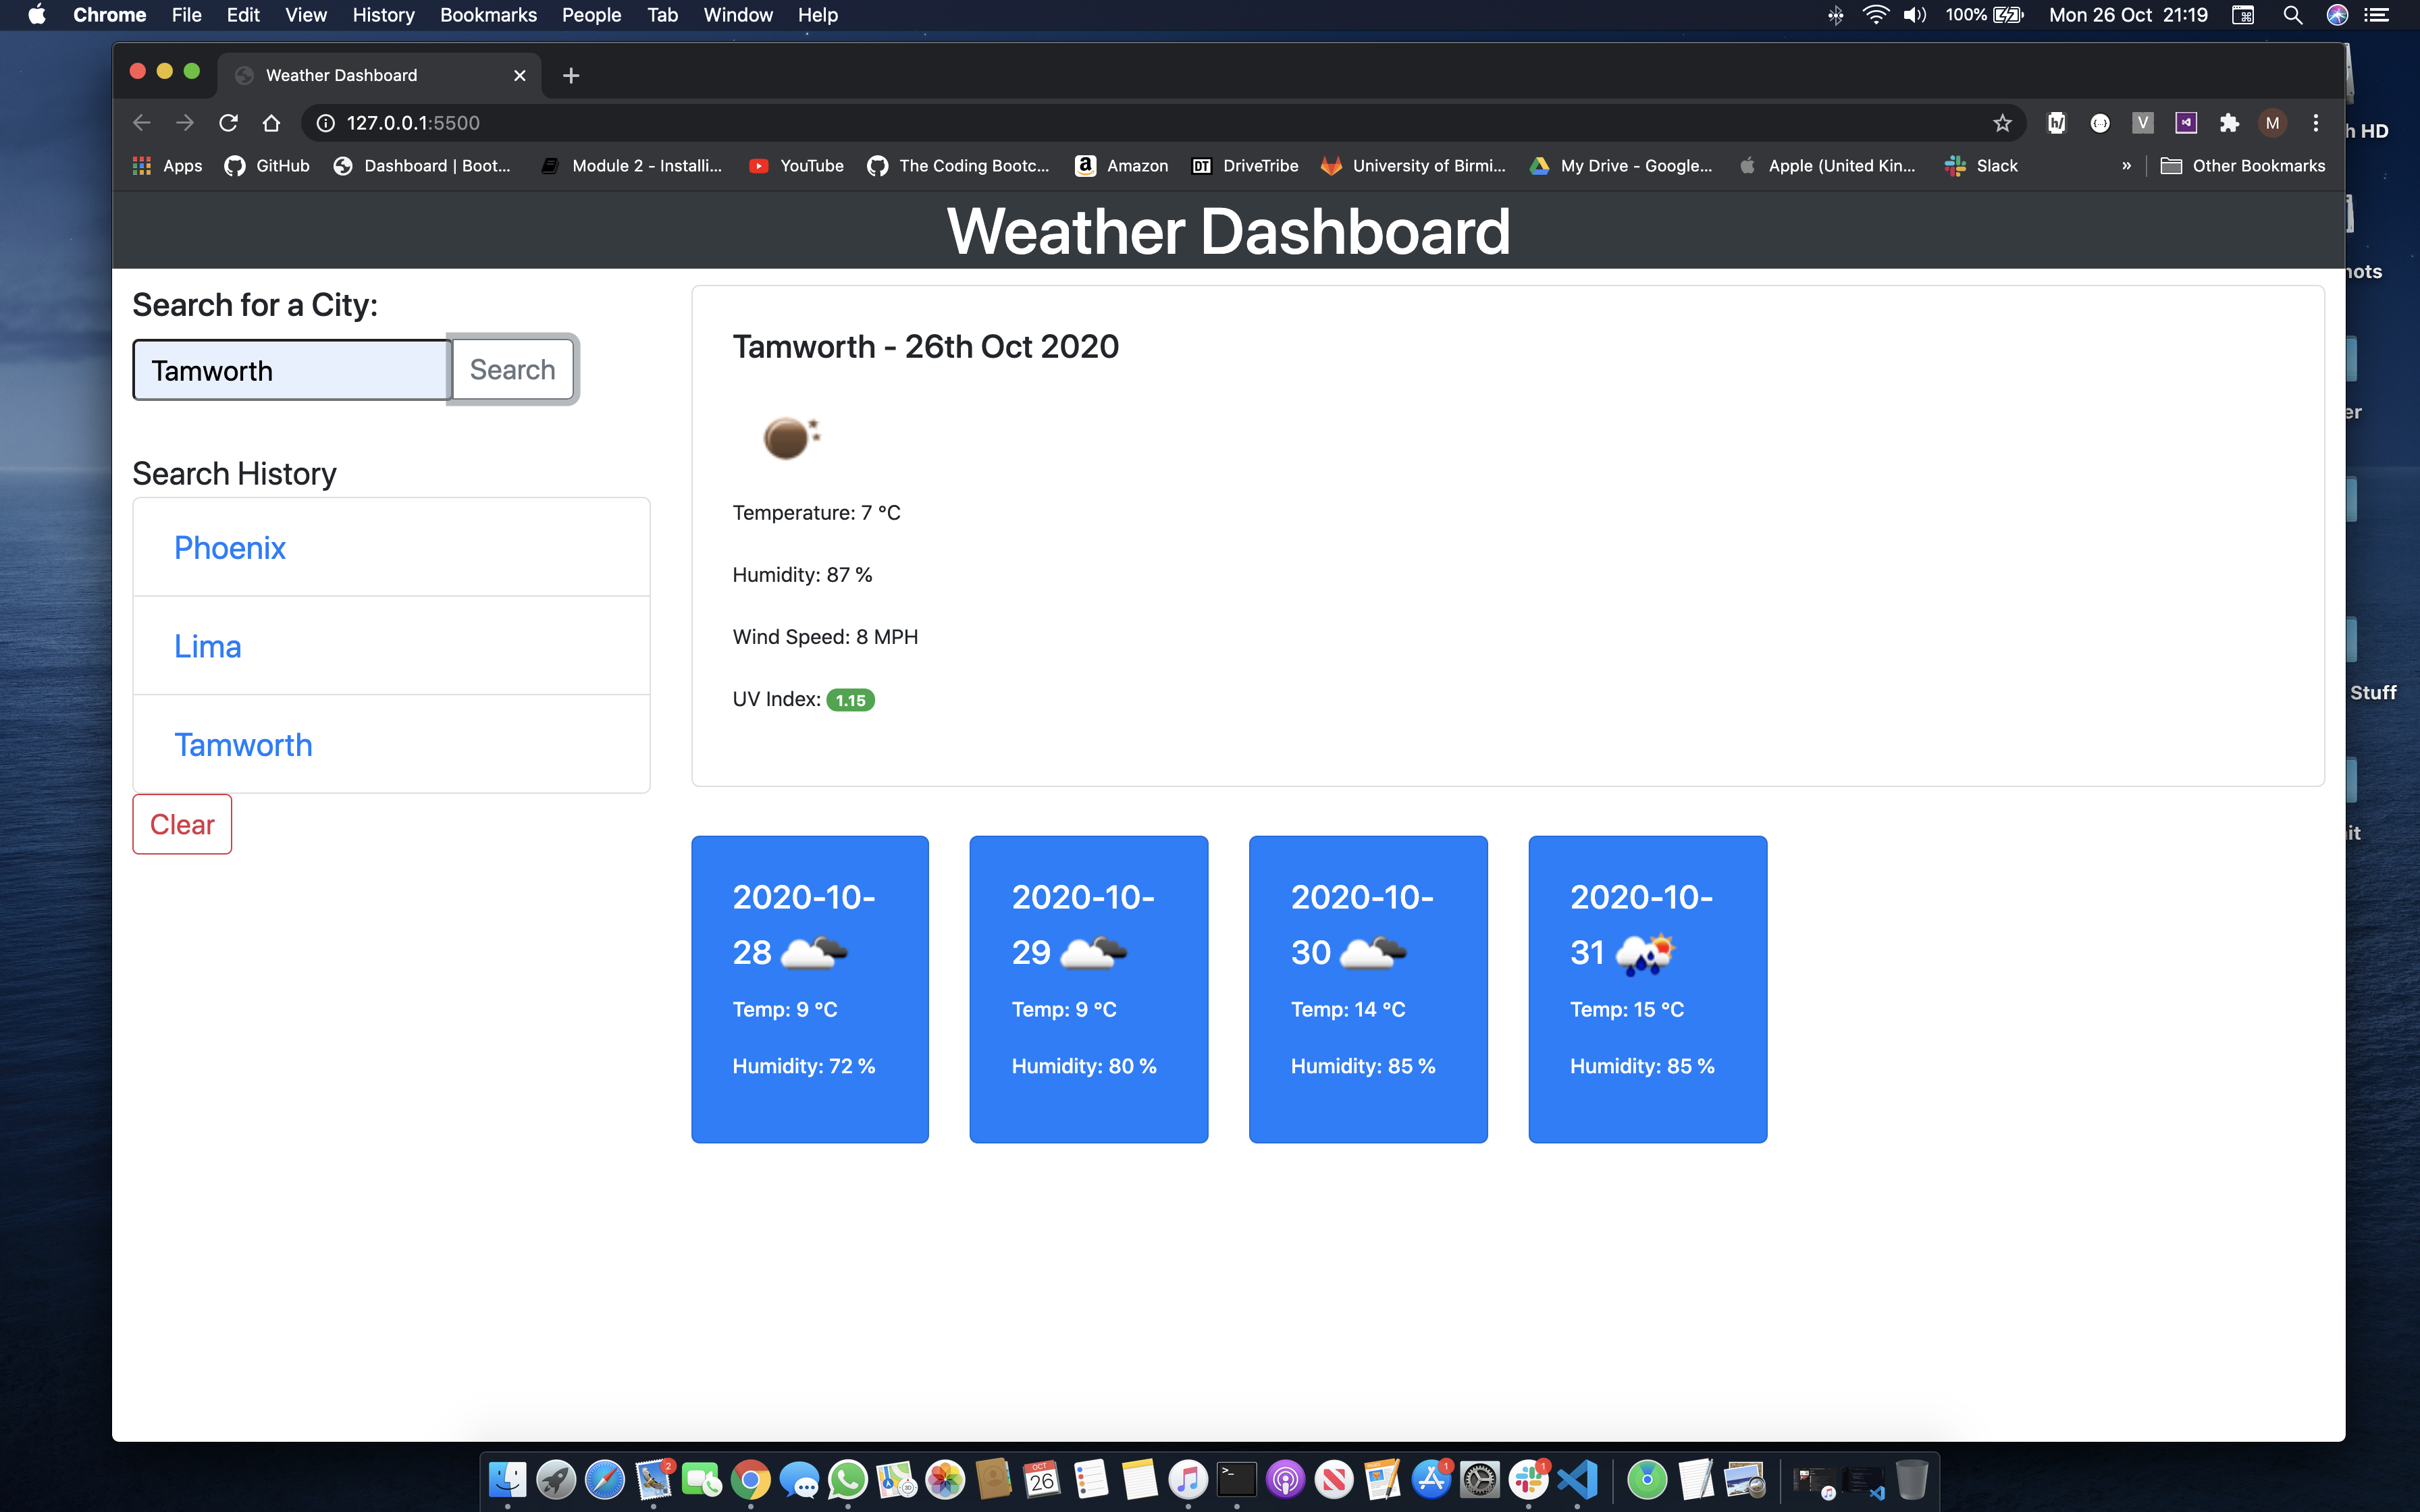 Chrome File Edit View History Bookmarks People Tab Window Help 100% Mon 26 Oct 21:19
Weather Dashboard
127.0.0.1:5500
M
Apps GitHub Dashboard | Boot... Module 2 - Installi... YouTube The Coding Bootc... Amazon DriveTribe University of Birmi... My Drive - Google... Apple (United Kin... Slack » Other Bookmarks
h HD
Weather Dashboard
nots
Search for a City:
Tamworth Search
Search History
Phoenix
Lima
Tamworth
Clear
Tamworth - 26th Oct 2020
Temperature: 7 °C
Humidity: 87 %
Wind Speed: 8 MPH
UV Index: 1.15
2020-10-
28
Temp: 9 °C
Humidity: 72 %
2020-10-
29
Temp: 9 °C
Humidity: 80 %
2020-10-
30
Temp: 14 °C
Humidity: 85 %
2020-10-
31
Temp: 15 °C
Humidity: 85 %
er
Stuff
it
2
OCT
26
1
1